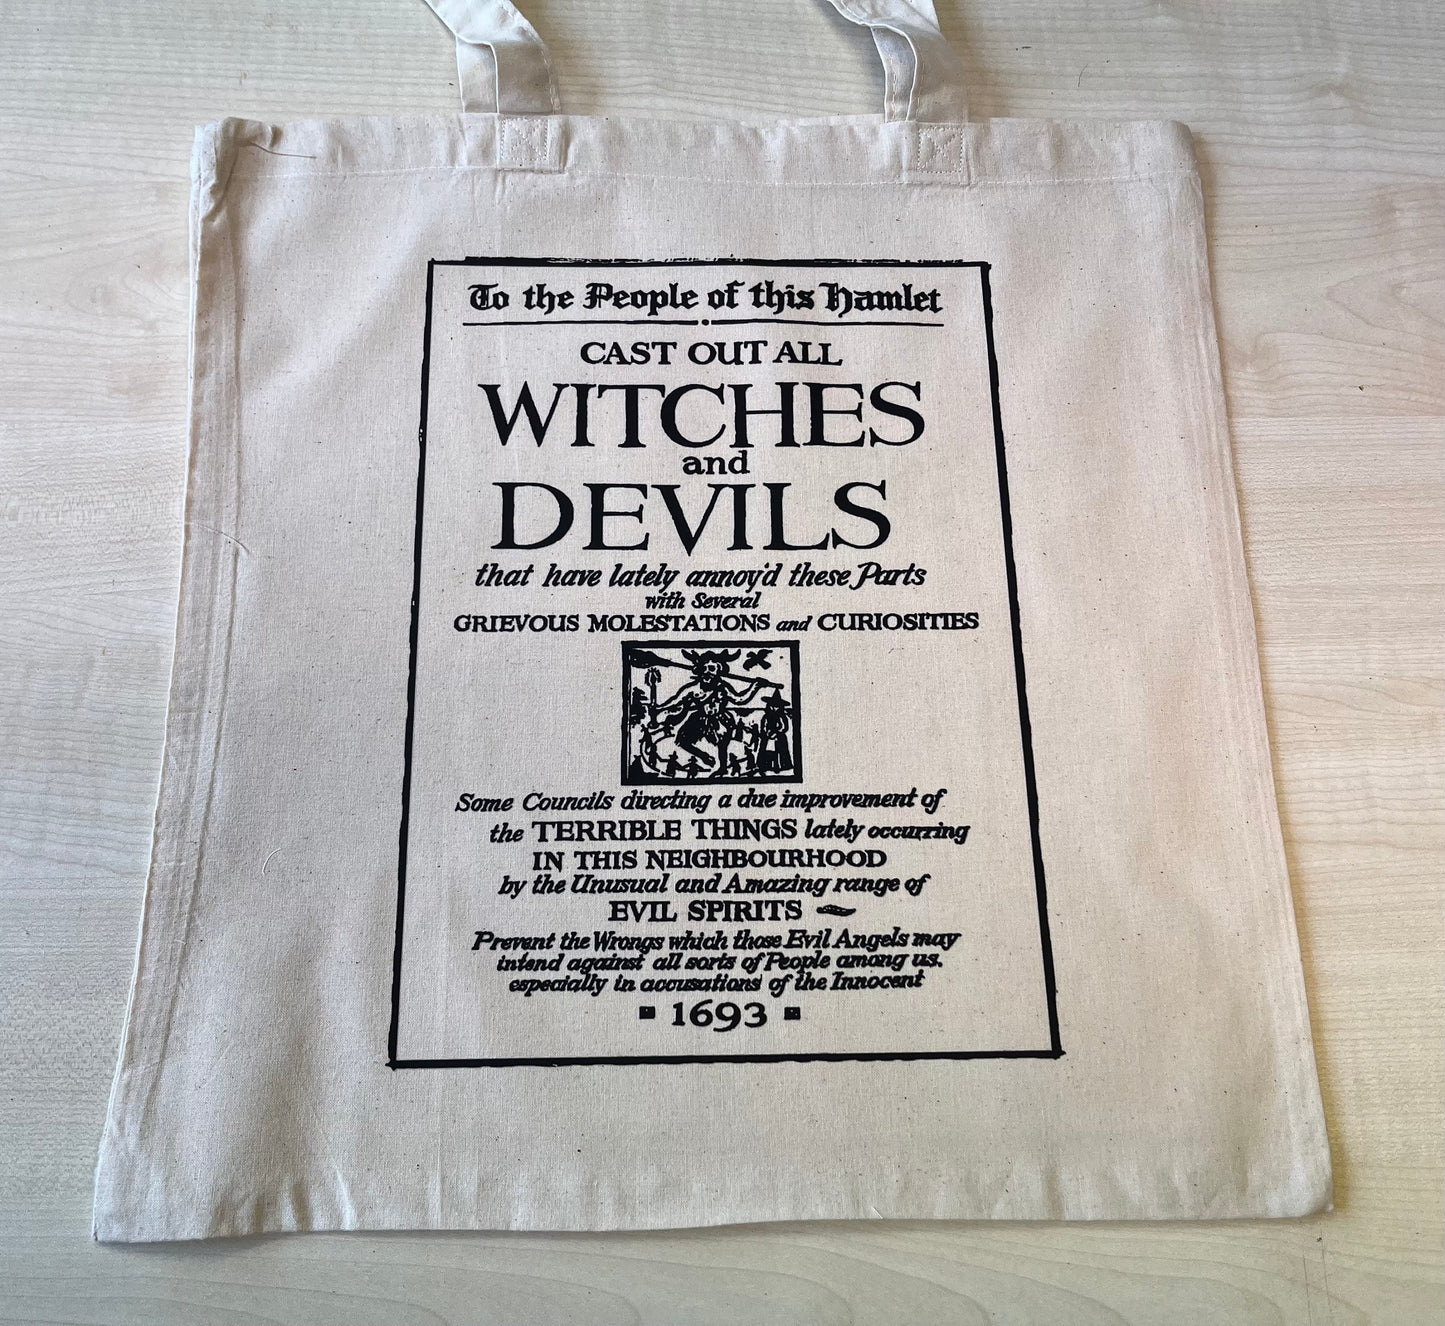 To the People of this Hamlet
CAST OUT ALL
WITCHES
and
DEVILS
that have lately annoy'd these Parts
with Several
GRIEVOUS MOLESTATIONS and CURIOSITIES
Some Councils directing a due improvement of
the TERRIBLE THINGS lately occurring
IN THIS NEIGHBOURHOOD
by the Unusual and Amazing range of
EVIL SPIRITS
Prevent the Wrongs which those Evil Angels may
intend against all sorts of People among us.
especially in accusations of the Innocent
1693